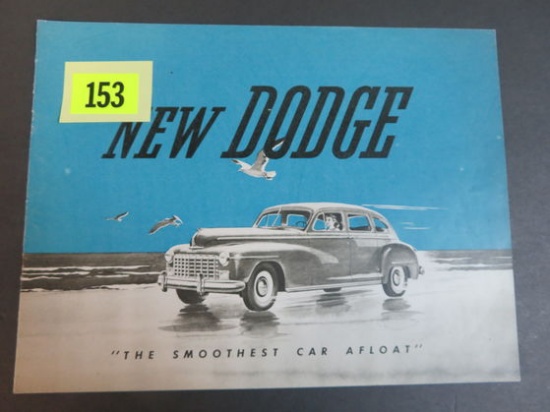 153
NEW DODGE
"THE SMOOTHEST CAR AFLOAT"